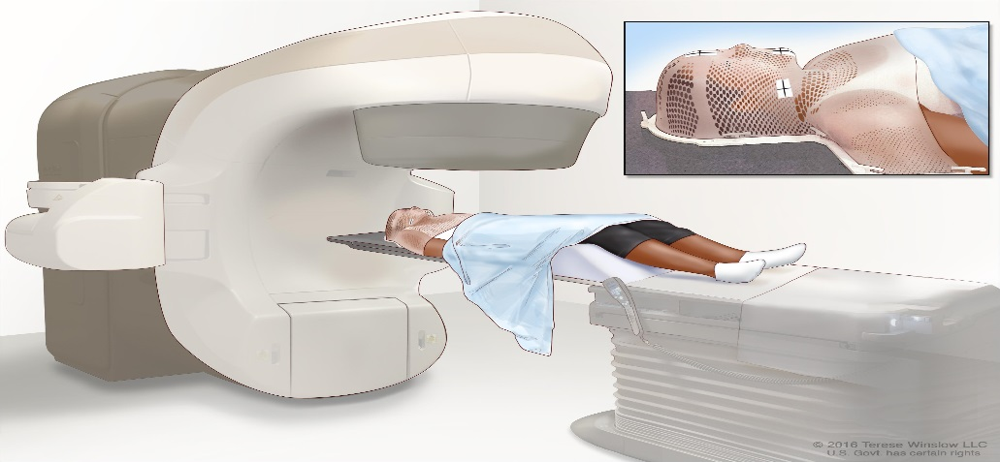 © 2016 Terese Winslow LLC
U.S. Govt. has certain rights